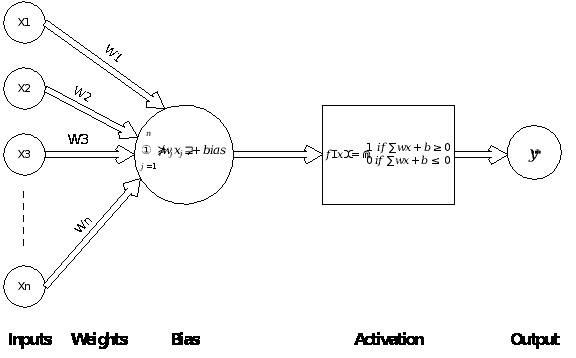 X1
W1
X2
W2
X3
W3
Xn
Wn
n
j=1
+ bias
1 if ∑wx + b ≥ 0
0 if ∑wx + b ≤ 0
Inputs Weights Bias Activation Output